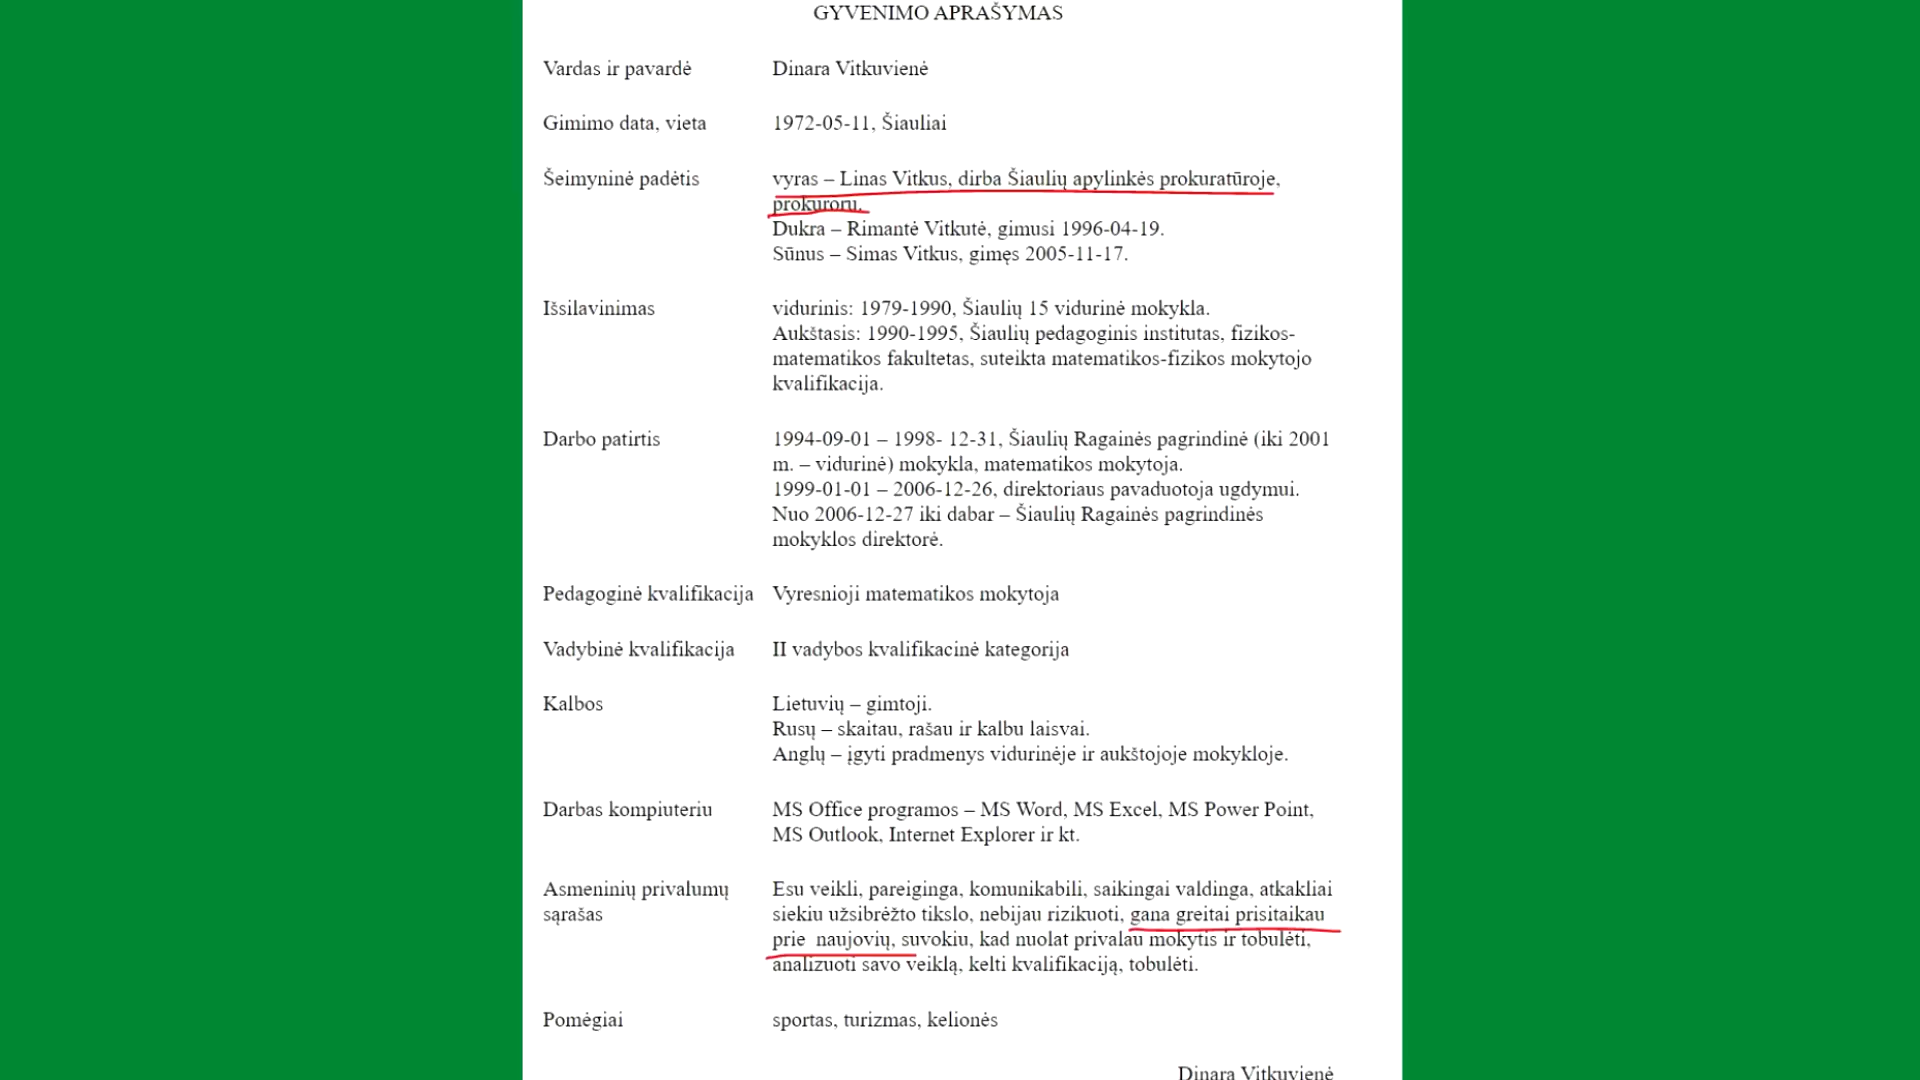 GYVENIMO APRAŠYMAS
Vardas ir pavardė Dinara Vitkuvienė
Gimimo data, vieta 1972-05-11, Šiauliai
Šeimyninė padėtis vyras – Linas Vitkus, dirba Šiaulių apylinkės prokuratūroje,
prokuroru.
Dukra – Rimantė Vitkutė, gimusi 1996-04-19.
Sūnus – Simas Vitkus, gimęs 2005-11-17.
Išsilavinimas vidurinis: 1979-1990, Šiaulių 15 vidurinė mokykla.
Aukštasis: 1990-1995, Šiaulių pedagoginis institutas, fizikos-
matematikos fakultetas, suteikta matematikos-fizikos mokytojo
kvalifikacija.
Darbo patirtis 1994-09-01 – 1998- 12-31, Šiaulių Ragainės pagrindinė (iki 2001
m. – vidurinė) mokykla, matematikos mokytoja.
1999-01-01 – 2006-12-26, direktoriaus pavaduotoja ugdymui.
Nuo 2006-12-27 iki dabar – Šiaulių Ragainės pagrindinės
mokyklos direktorė.
Pedagoginė kvalifikacija Vyresnioji matematikos mokytoja
Vadybinė kvalifikacija II vadybos kvalifikacinė kategorija
Kalbos Lietuvių – gimtoji.
Rusų – skaitau, rašau ir kalbu laisvai.
Anglų – įgyti pradmenys vidurinėje ir aukštojoje mokykloje.
Darbas kompiuteriu MS Office programos – MS Word, MS Excel, MS Power Point,
MS Outlook, Internet Explorer ir kt.
Asmeninių privalumų Esu veikli, pareiginga, komunikabili, saikingai valdinga, atkakliai
sąrašas siekiu užsibrėžto tikslo, nebijau rizikuoti, gana greitai prisitaikau
prie naujovių, suvokiu, kad nuolat privalau mokytis ir tobulėti,
analizuoti savo veiklą, kelti kvalifikaciją, tobulėti.
Pomėgiai sportas, turizmas, kelionės
Dinara Vitkuvienė